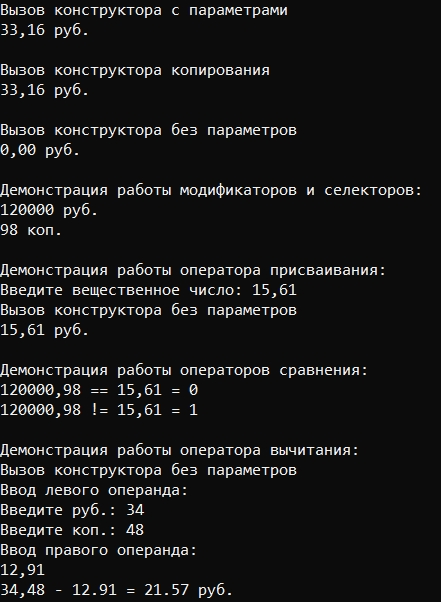 Вызов конструктора с параметрами
33,16 руб.
Вызов конструктора копирования
33,16 руб.
Вызов конструктора без параметров
0,00 руб.
Демонстрация работы модификаторов и селекторов:
120000 руб.
98 коп.
Демонстрация работы оператора присваивания:
Введите вещественное число: 15,61
Вызов конструктора без параметров
15,61 руб.
Демонстрация работы операторов сравнения:
120000,98 == 15,61 = 0
120000,98 != 15,61 = 1
Демонстрация работы оператора вычитания:
Вызов конструктора без параметров
Ввод левого операнда:
Введите руб.: 34
Введите коп.: 48
Ввод правого операнда:
12,91
34,48 - 12.91 = 21.57 руб.